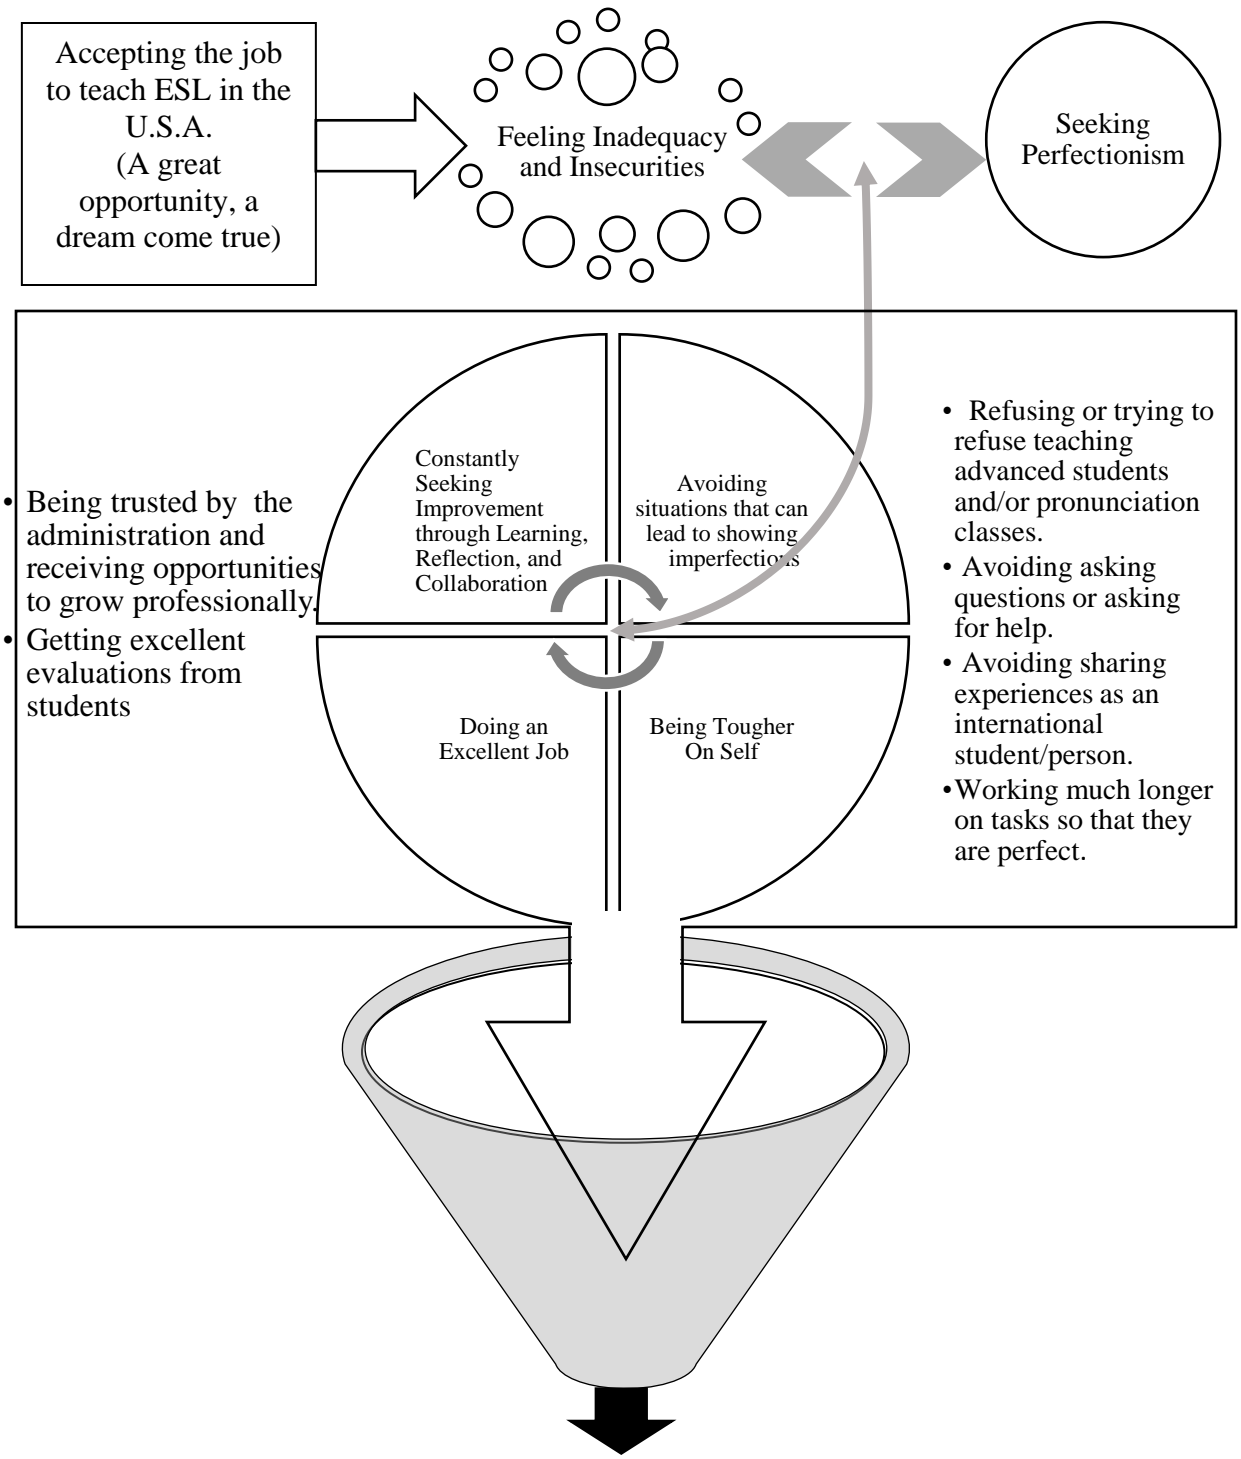 Accepting the job
to teach ESL in the
U.S.A.
(A great
opportunity, a
dream come true)
Feeling Inadequacy
and Insecurities
Seeking
Perfectionism
• Being trusted by  the
administration and
receiving opportunities
to grow professionally.
• Getting excellent
evaluations from
students
Constantly
Seeking
Improvement
through Learning,
Reflection, and
Collaboration
Avoiding
situations that can
lead to showing
imperfections
Doing an
Excellent Job
Being Tougher
On Self
• Refusing or trying to
refuse teaching
advanced students
and/or pronunciation
classes.
• Avoiding asking
questions or asking
for help.
• Avoiding sharing
experiences as an
international
student/person.
• Working much longer
on tasks so that they
are perfect.